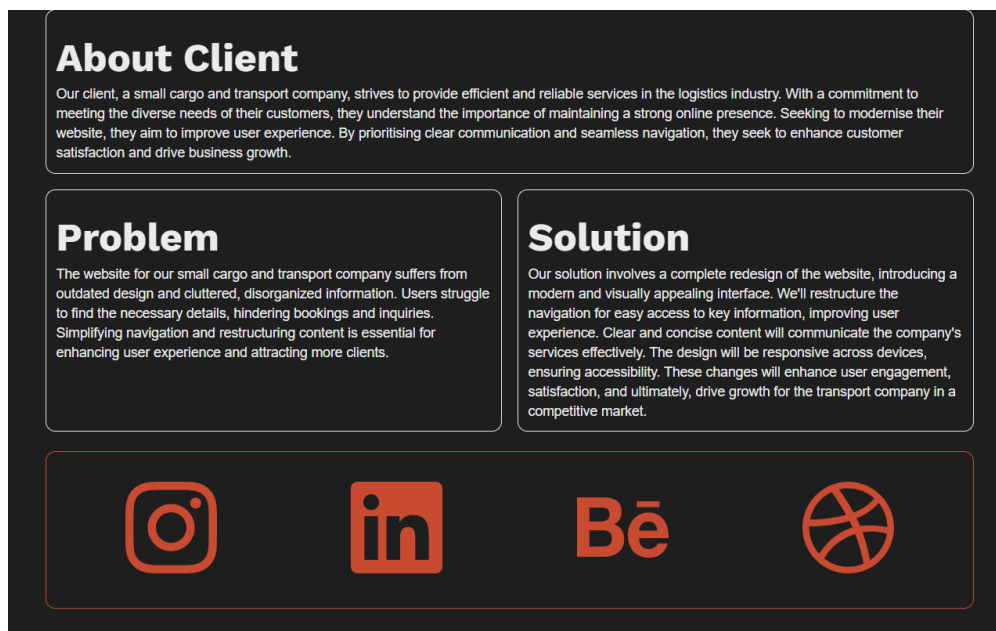 About Client
Our client, a small cargo and transport company, strives to provide efficient and reliable services in the logistics industry. With a commitment to
meeting the diverse needs of their customers, they understand the importance of maintaining a strong online presence. Seeking to modernise their
website, they aim to improve user experience. By prioritising clear communication and seamless navigation, they seek to enhance customer
satisfaction and drive business growth.
Problem
The website for our small cargo and transport company suffers from
outdated design and cluttered, disorganized information. Users struggle
to find the necessary details, hindering bookings and inquiries.
Simplifying navigation and restructuring content is essential for
enhancing user experience and attracting more clients.
Solution
Our solution involves a complete redesign of the website, introducing a
modern and visually appealing interface. We'll restructure the
navigation for easy access to key information, improving user
experience. Clear and concise content will communicate the company's
services effectively. The design will be responsive across devices,
ensuring accessibility. These changes will enhance user engagement,
satisfaction, and ultimately, drive growth for the transport company in a
competitive market.
in
Bē